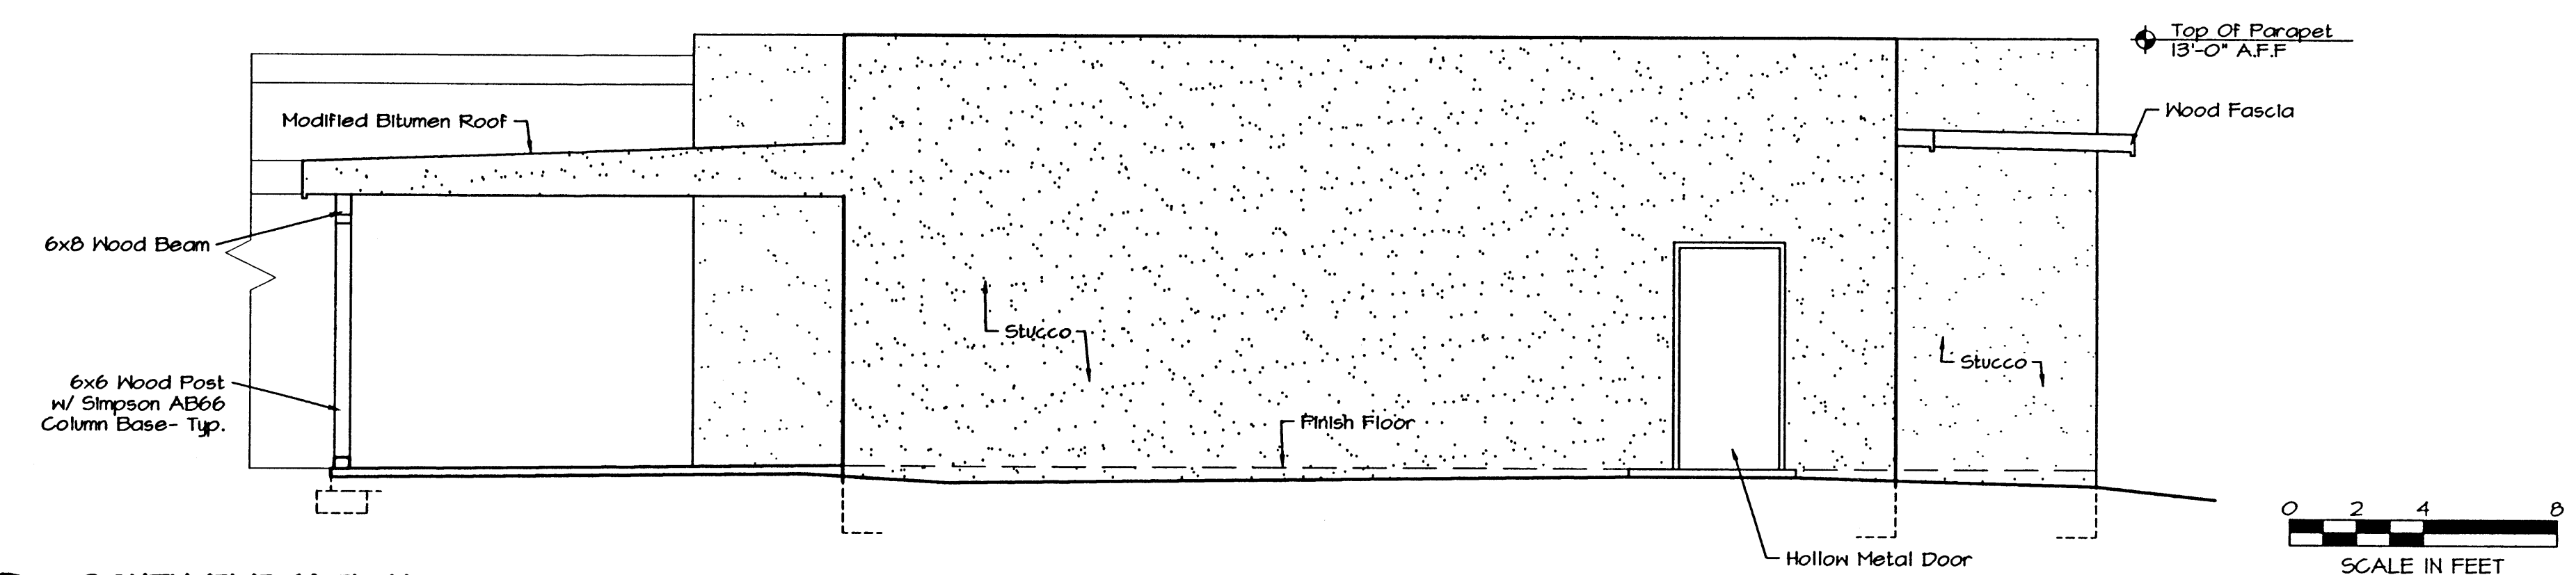 Top Of Parapet
13'-0" A.F.F
Wood Fascia
Modified Bitumen Roof
6x8 Wood Beam
Stucco
Stucco
6x6 Wood Post
w/ Simpson AB66
Column Base- Typ.
Finish Floor
Hollow Metal Door
0 2 4 8
SCALE IN FEET